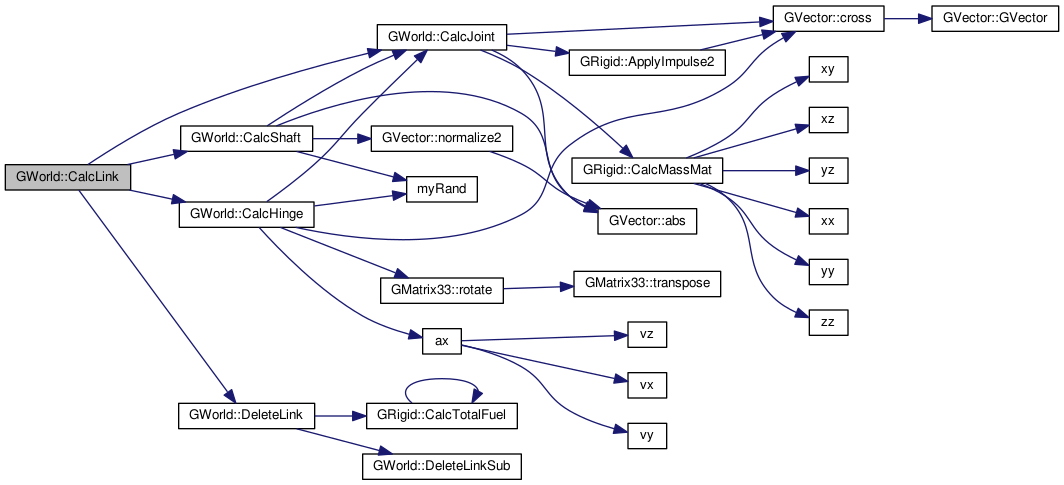 GWorld::CalcLink
GWorld::CalcJoint
GVector::cross
GVector::GVector
GRigid::ApplyImpulse2
xy
xz
GWorld::CalcShaft
GVector::normalize2
GRigid::CalcMassMat
yz
myRand
GWorld::CalcHinge
GVector::abs
xx
yy
GMatrix33::rotate
GMatrix33::transpose
zz
ax
vz
vx
GWorld::DeleteLink
GRigid::CalcTotalFuel
vy
GWorld::DeleteLinkSub